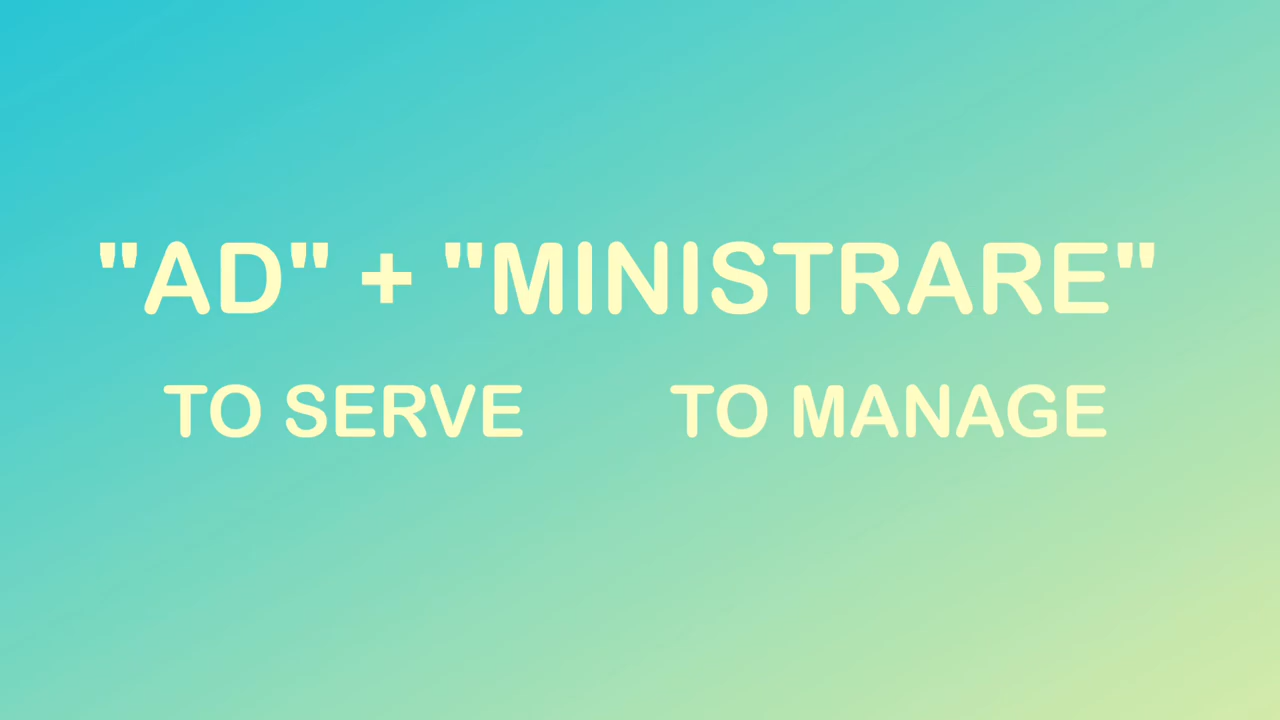 "AD" + "MINISTRARE"
TO SERVE TO MANAGE